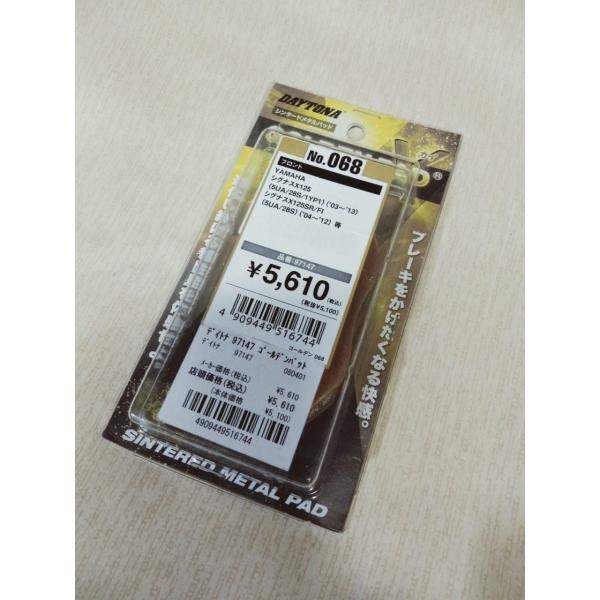 DAYTONA
シンタードメタルパッド
No.068
フロント
YAMAHA
シグナスX125
(5UA/28S/1YP1) ('03～'13)
シグナスX125SR/FI
(5UA/28S) ('04～'12) 等
品番:97147
¥5,610 (税込)
(税抜¥5,100)
4 909449 516744
ゴールデン 068
デイトナ 97147 ゴールデンパット
デイトナ 97147 080401
メーカー価格(税込) ¥5, 610
店頭価格(税込) ¥5, 610
(本体価格 ¥5, 100)
4909449516744
ブレーキをかけたくなる快感。
SINTERED METAL PAD